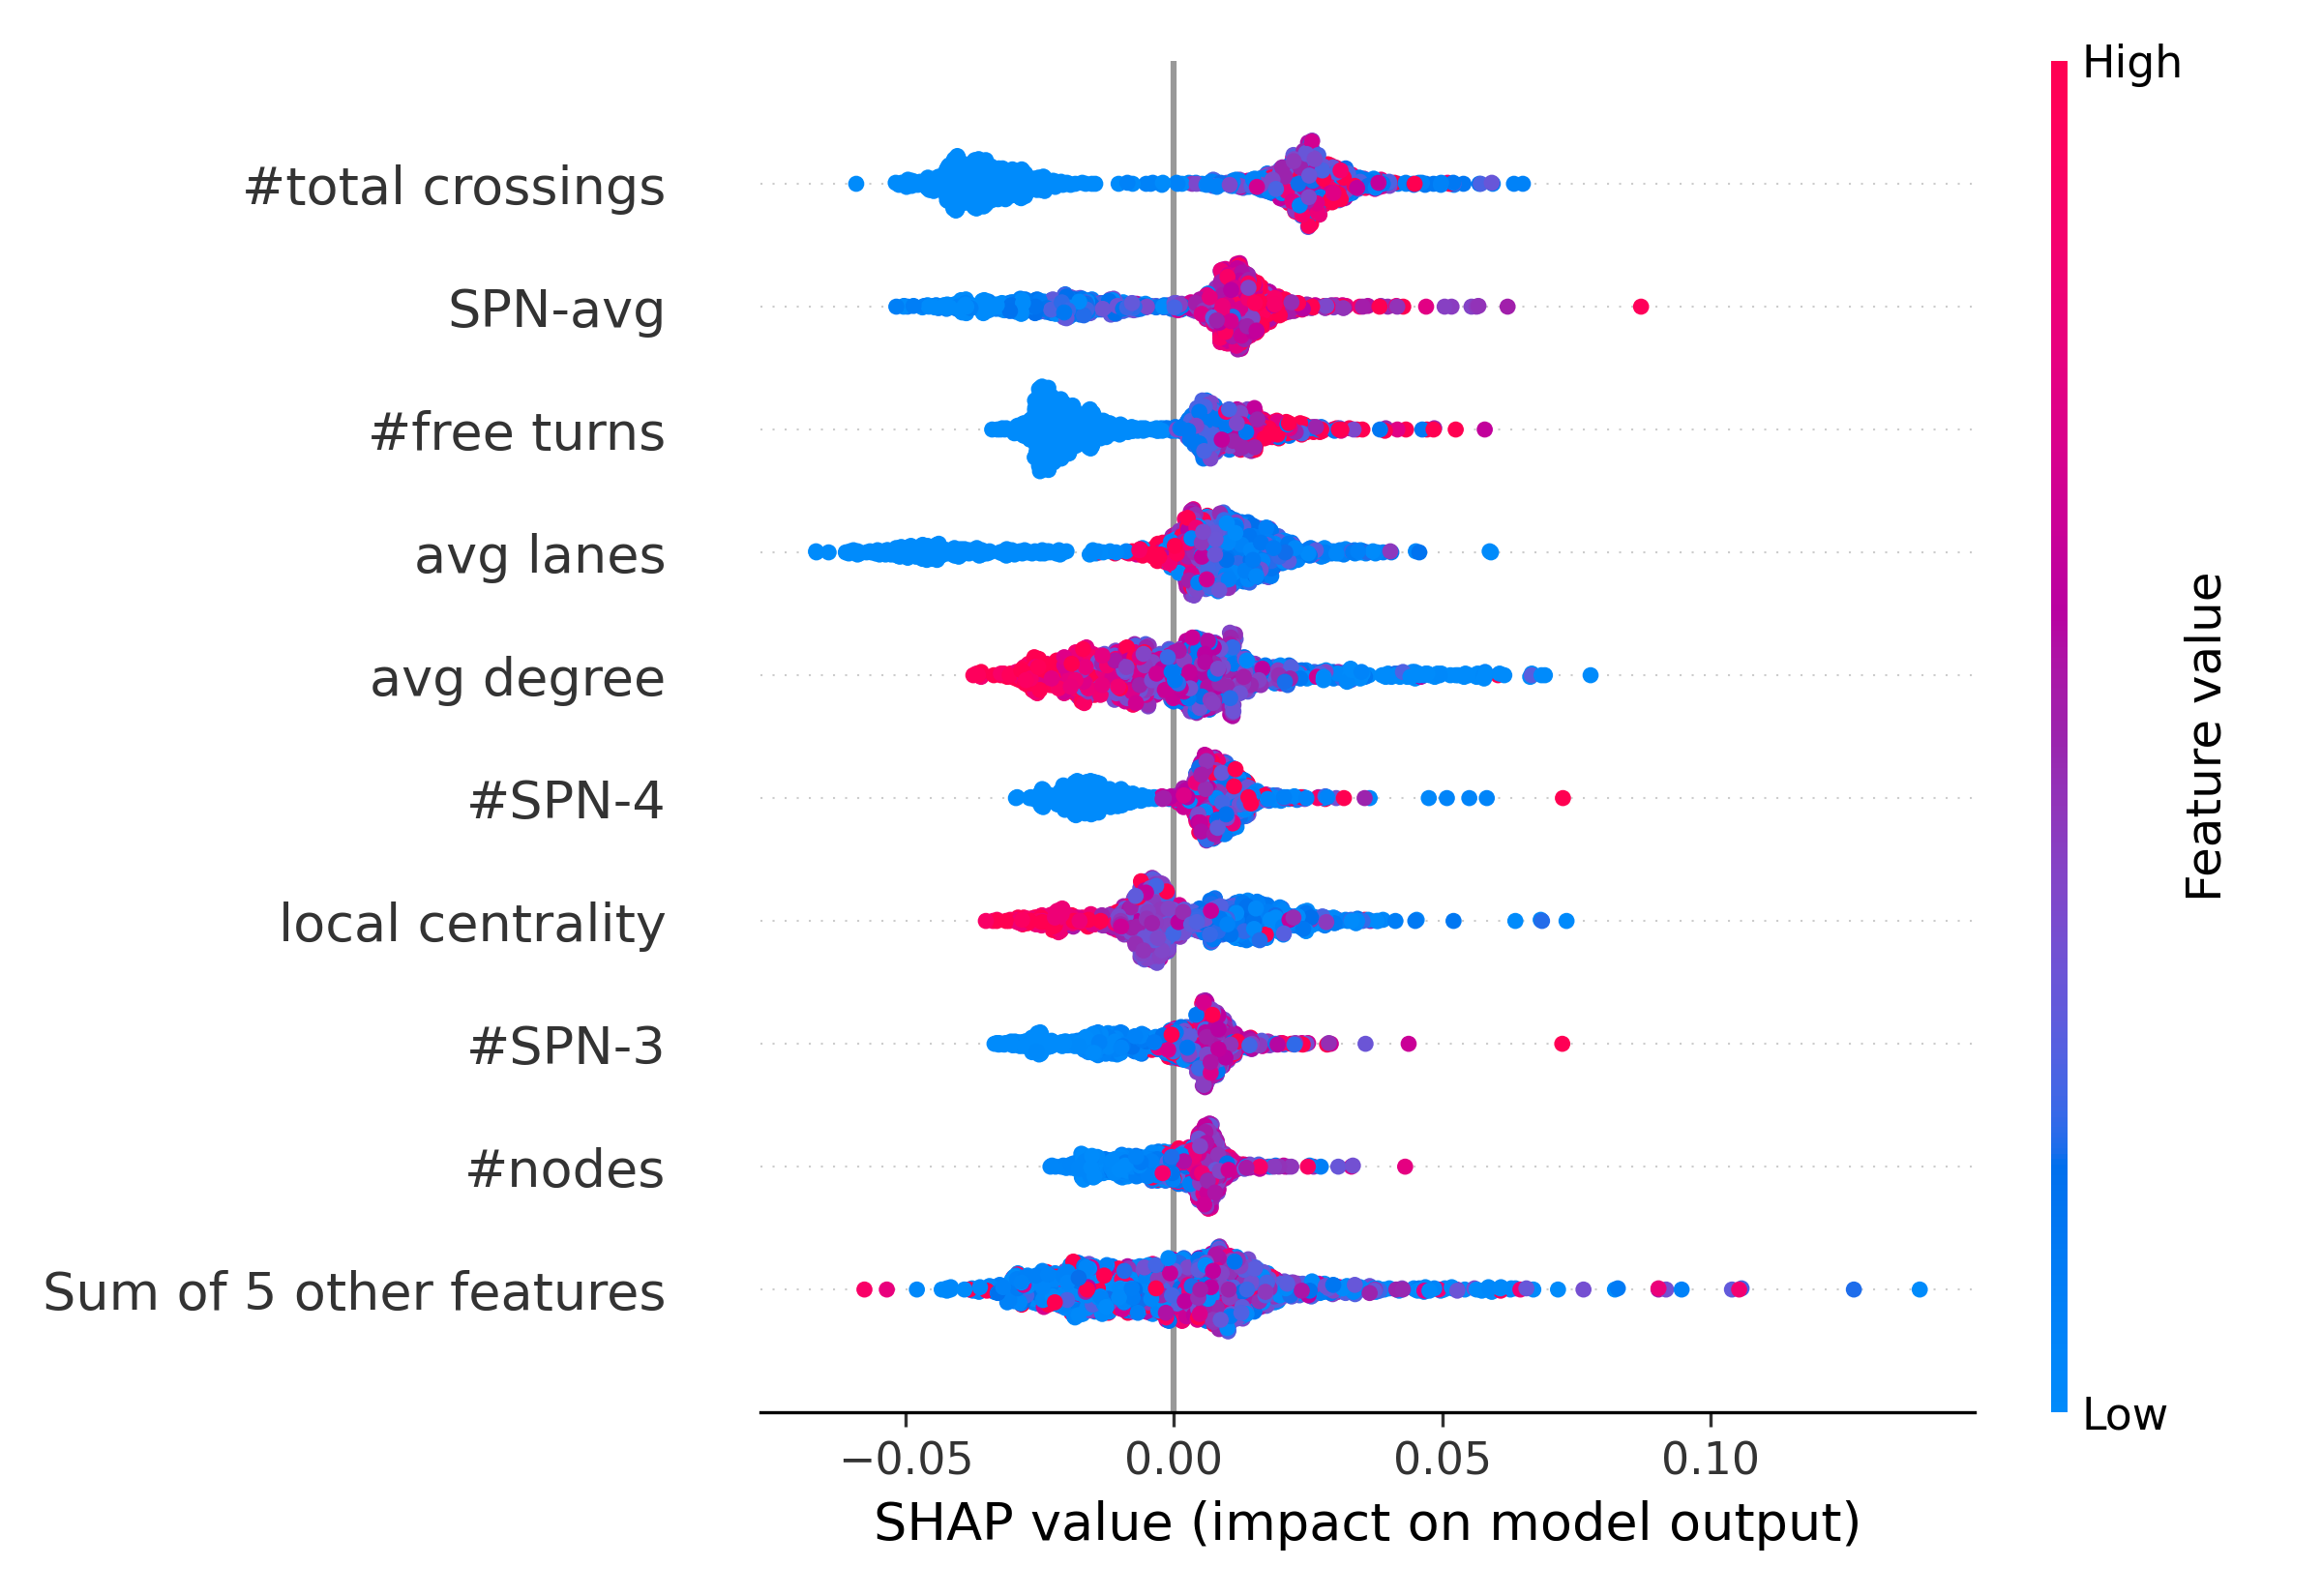 High
#total crossings
SPN-avg
#free turns
avg lanes
avg degree
#SPN-4
local centrality
#SPN-3
#nodes
Sum of 5 other features
Feature value
Low
−0.05 0.00 0.05 0.10
SHAP value (impact on model output)